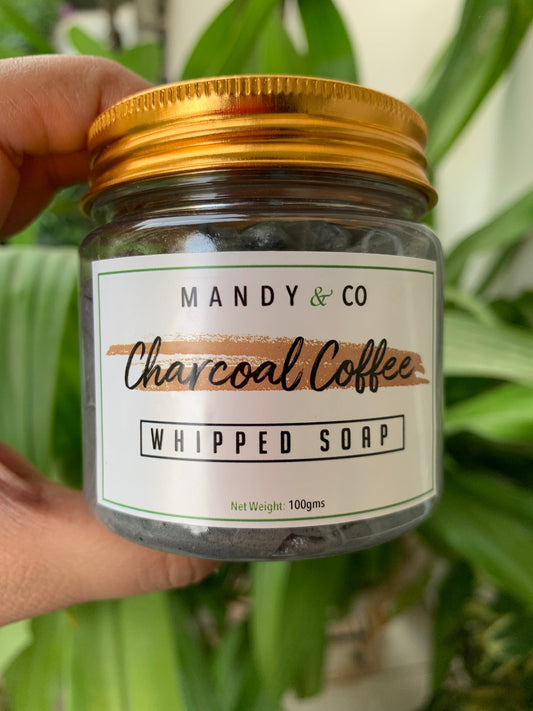 MANDY & CO
Charcoal Coffee
WHIPPED SOAP
Net Weight: 100gms